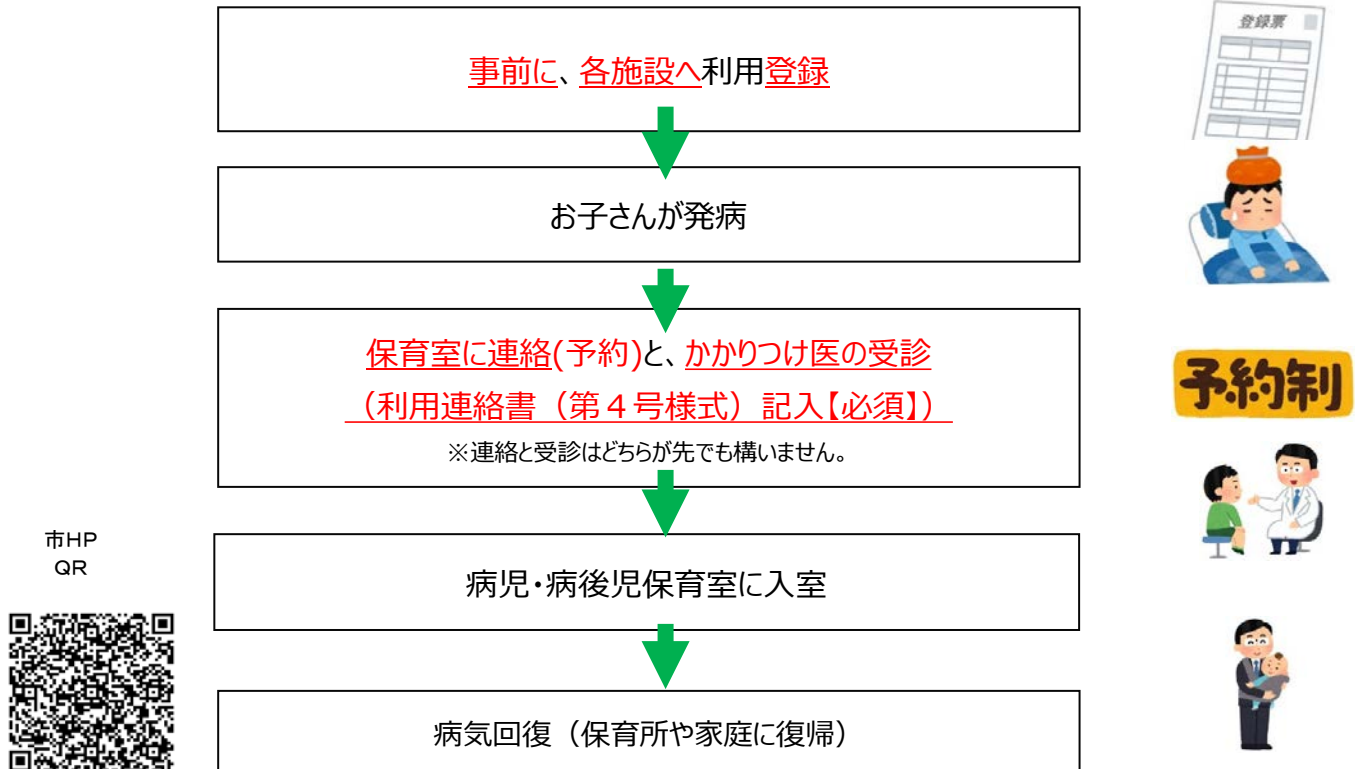 登録票
事前に、各施設へ利用登録
お子さんが発病
保育室に連絡(予約)と、かかりつけ医の受診
（利用連絡書（第４号様式）記入【必須】）
※連絡と受診はどちらが先でも構いません。
予約制
病児・病後児保育室に入室
市HP
QR
病気回復（保育所や家庭に復帰）